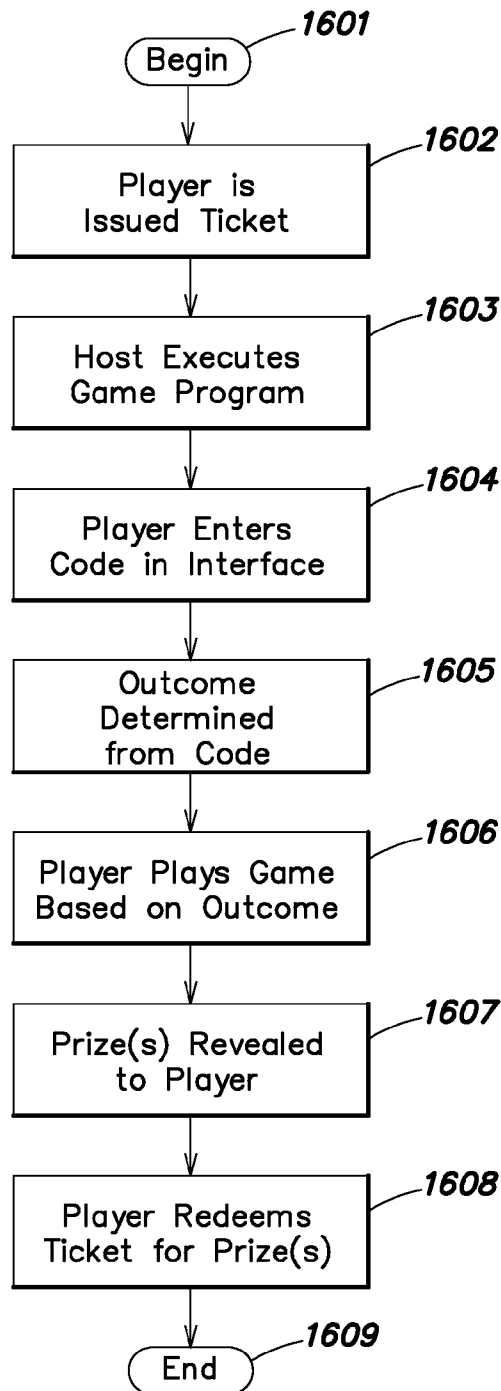 1601
Begin
1602
Player is
Issued Ticket
1603
Host Executes
Game Program
1604
Player Enters
Code in Interface
1605
Outcome
Determined
from Code
1606
Player Plays Game
Based on Outcome
1607
Prize(s) Revealed
to Player
1608
Player Redeems
Ticket for Prize(s)
1609
End